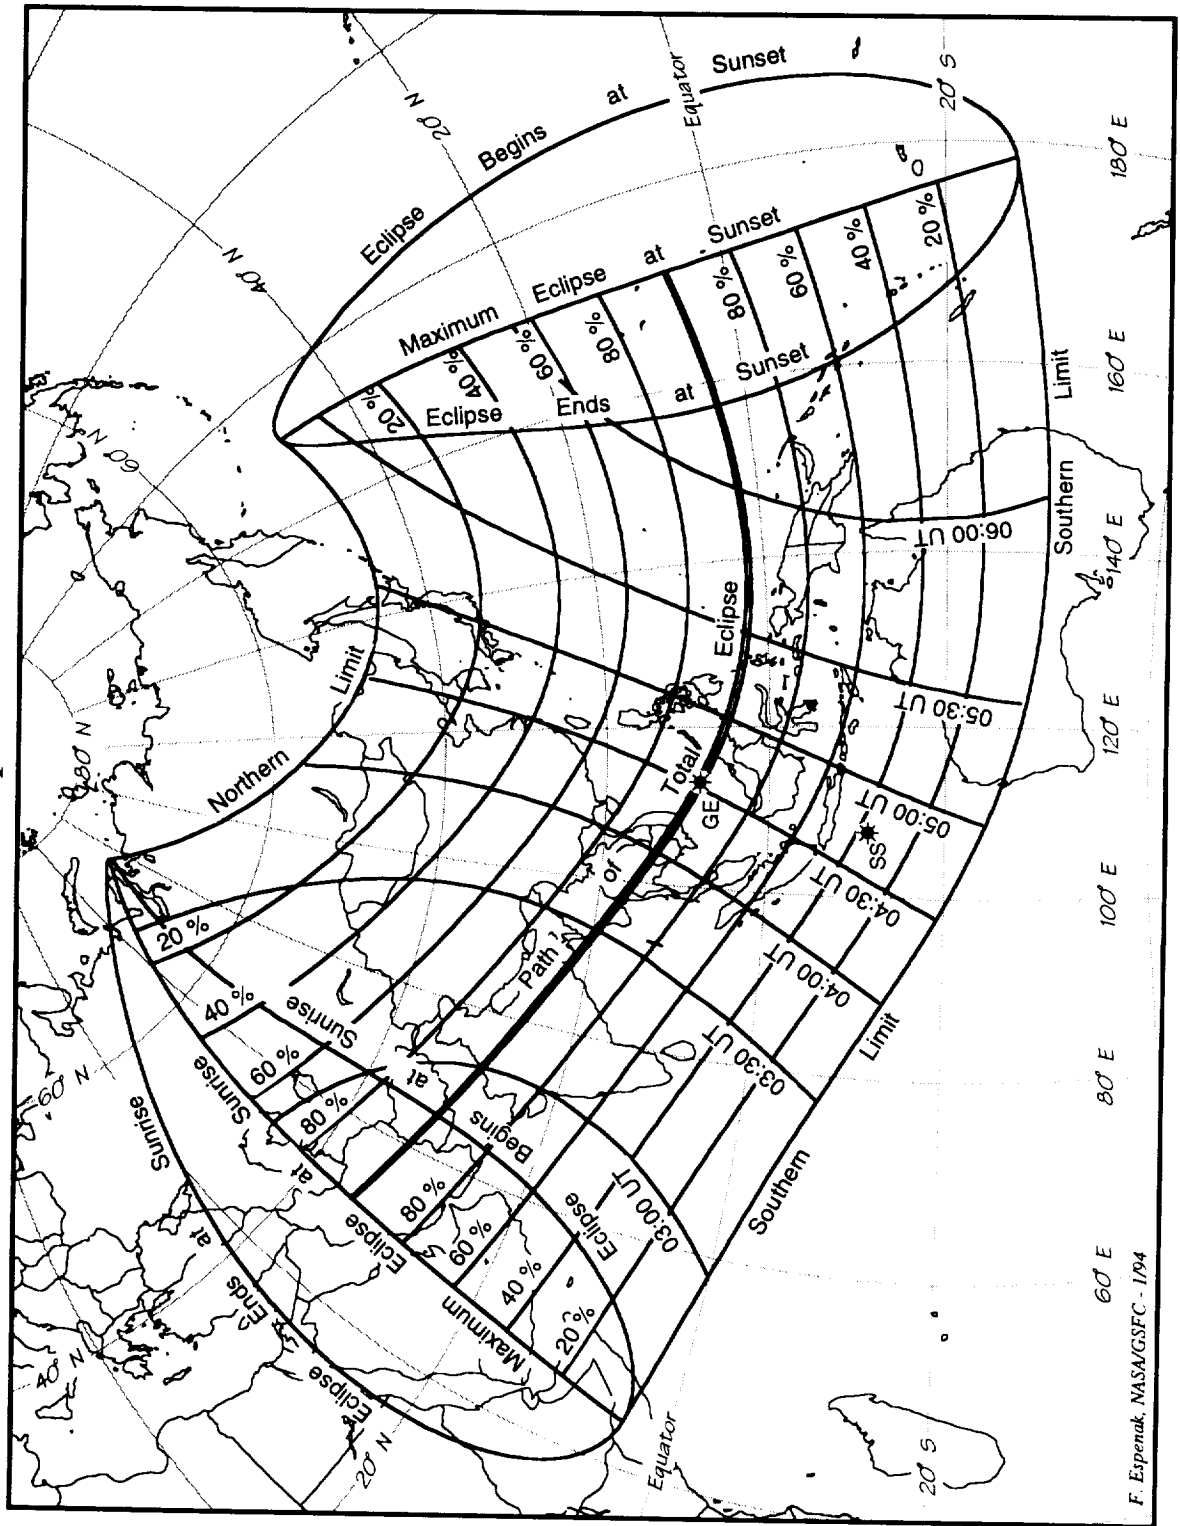 Eclipse Begins at Sunset
Maximum Eclipse at Sunset
Eclipse Ends at Sunset
Northern Limit
Path of Total Eclipse
GE
SS
Eclipse Begins at Sunrise
Maximum Eclipse at Sunrise
Eclipse Ends at Sunrise
Southern Limit
Southern Limit
20 %
40 %
60 %
80 %
80 %
60 %
40 %
20 %
20 %
40 %
60 %
80 %
80 %
60 %
40 %
20 %
03:00 UT
03:30 UT
04:00 UT
04:30 UT
05:00 UT
05:30 UT
06:00 UT
40° N
60° N
80° N
60° N
40° N
20° N
Equator
20° S
20° N
Equator
20° S
60° E
80° E
100° E
120° E
140° E
160° E
180° E
F. Espenak, NASA/GSFC - 1/94